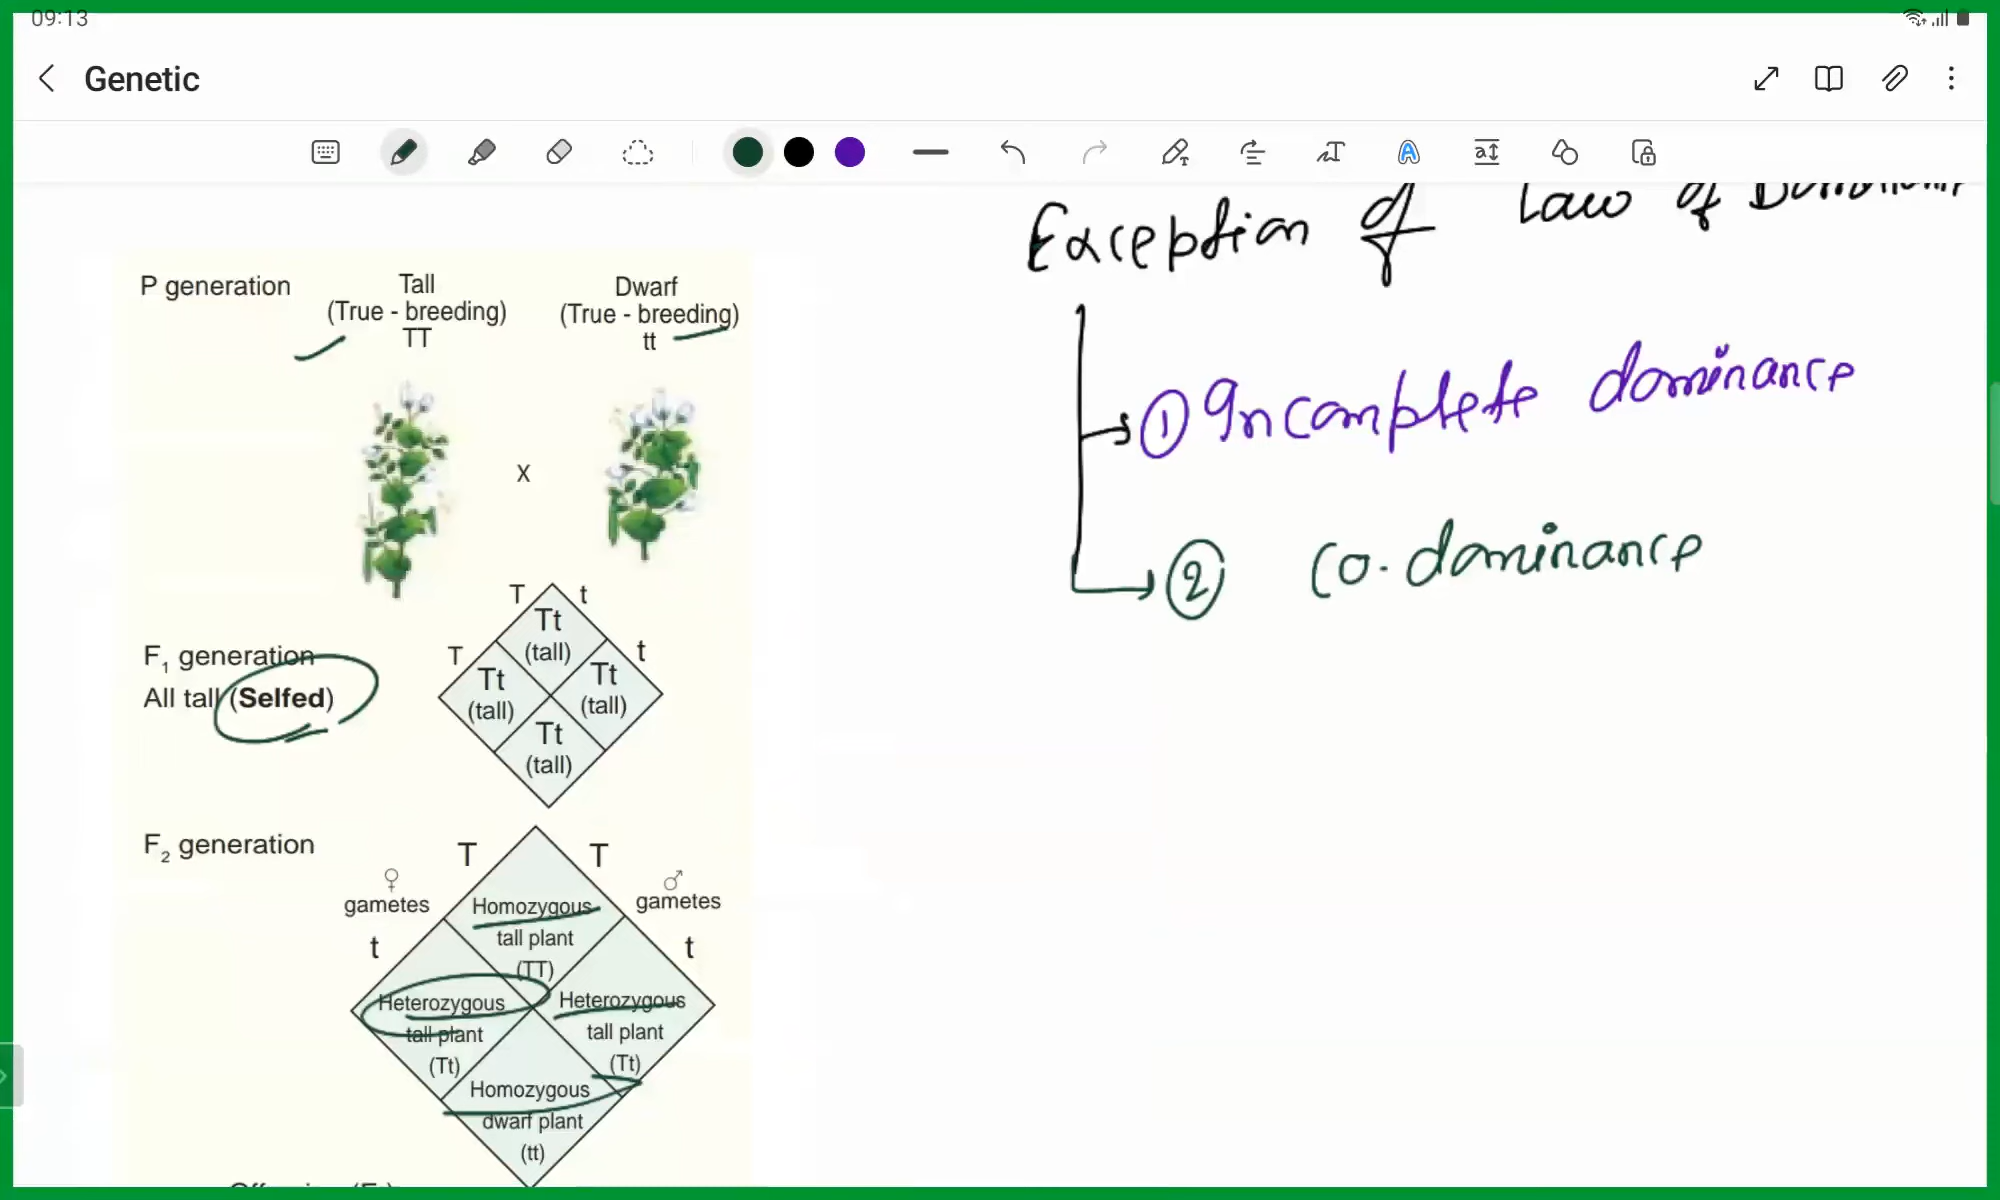 09:13
Genetic
P generation
Tall
(True - breeding)
TT
Dwarf
(True - breeding)
tt
X
T
t
Tt
(tall)
T
t
Tt
(tall)
Tt
(tall)
Tt
(tall)
F1 generation
All tall (Selfed)
F2 generation
T
T
♀
gametes
♂
gametes
t
t
Homozygous
tall plant
(TT)
Heterozygous
tall plant
(Tt)
Heterozygous
tall plant
(Tt)
Homozygous
dwarf plant
(tt)
Exception of Law of
① Incomplete dominance
② Co-dominance